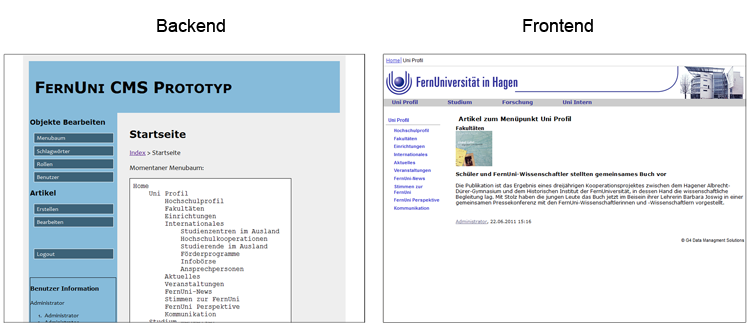 Backend
FERNUNI CMS PROTOTYP
Objekte Bearbeiten
Menubaum
Schlagwörter
Rollen
Benutzer
Artikel
Erstellen
Bearbeiten
Logout
Benutzer Information
Administrator
Administrator
Startseite
Index > Startseite
Momentaner Menubaum:
Home
Uni Profil
Hochschulprofil
Fakultäten
Einrichtungen
Internationales
Studienzentren im Ausland
Hochschulkooperationen
Studierende im Ausland
Förderprogramme
Infobörse
Ansprechpersonen
Aktuelles
Veranstaltungen
FernUni-News
Stimmen zur FernUni
FernUni Perspektive
Kommunikation
Studium
Frontend
Home| Uni Profil
FernUniversität in Hagen
Uni Profil Studium Forschung Uni Intern
Uni Profil
Hochschulprofil
Fakultäten
Einrichtungen
Internationales
Aktuelles
Veranstaltungen
FernUni-News
Stimmen zur
FernUni
FernUni Perspektive
Kommunikation
Artikel zum Menüpunkt Uni Profil
Fakultäten
Schüler und FernUni-Wissenschaftler stellten gemeinsames Buch vor
Die Publikation ist das Ergebnis eines dreijährigen Kooperationsprojektes zwischen dem Hagener Albrecht-
Dürer-Gymnasium und dem Historischen Institut der FernUniversität, in dessen Hand die wissenschaftliche
Begleitung lag. Mit Stolz haben die jungen Leute das Buch jetzt im Beisein ihrer Lehrerin Barbara Joswig in einer
gemeinsamen Pressekonferenz mit den FernUni-Wissenschaftlerinnen und -Wissenschaftlern vorgestellt.
Administrator, 22.06.2011 15:16
© G4 Data Managment Solutions